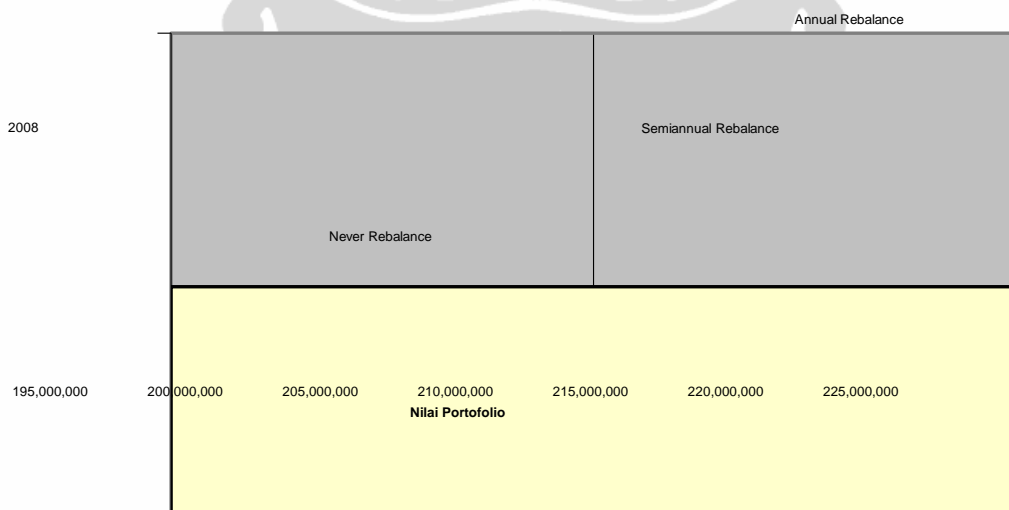 Annual Rebalance
2008
Semiannual Rebalance
Never Rebalance
195,000,000 200,000,000 205,000,000 210,000,000 215,000,000 220,000,000 225,000,000
Nilai Portofolio